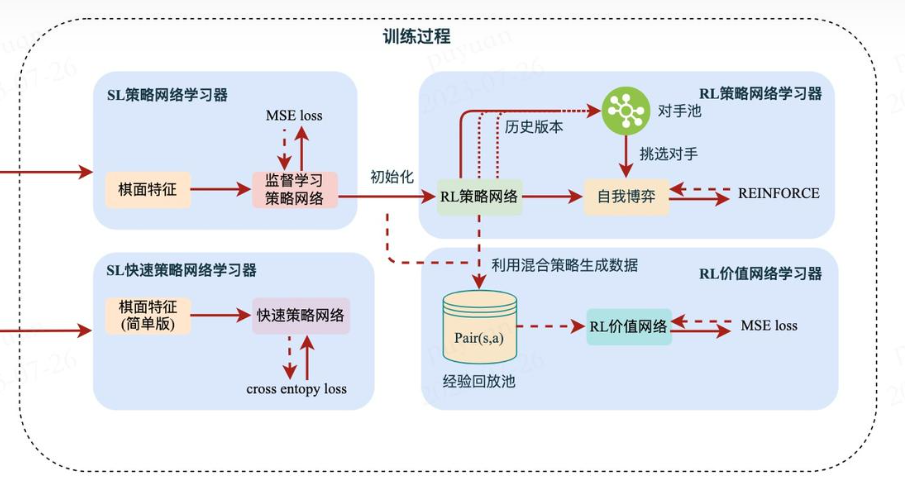 训练过程
SL策略网络学习器
MSE loss
棋面特征
监督学习
策略网络
初始化
RL策略网络学习器
历史版本
对手池
挑选对手
RL策略网络
自我博弈
REINFORCE
SL快速策略网络学习器
棋面特征
(简单版)
快速策略网络
cross entopy loss
利用混合策略生成数据
RL价值网络学习器
Pair(s,a)
经验回放池
RL价值网络
MSE loss